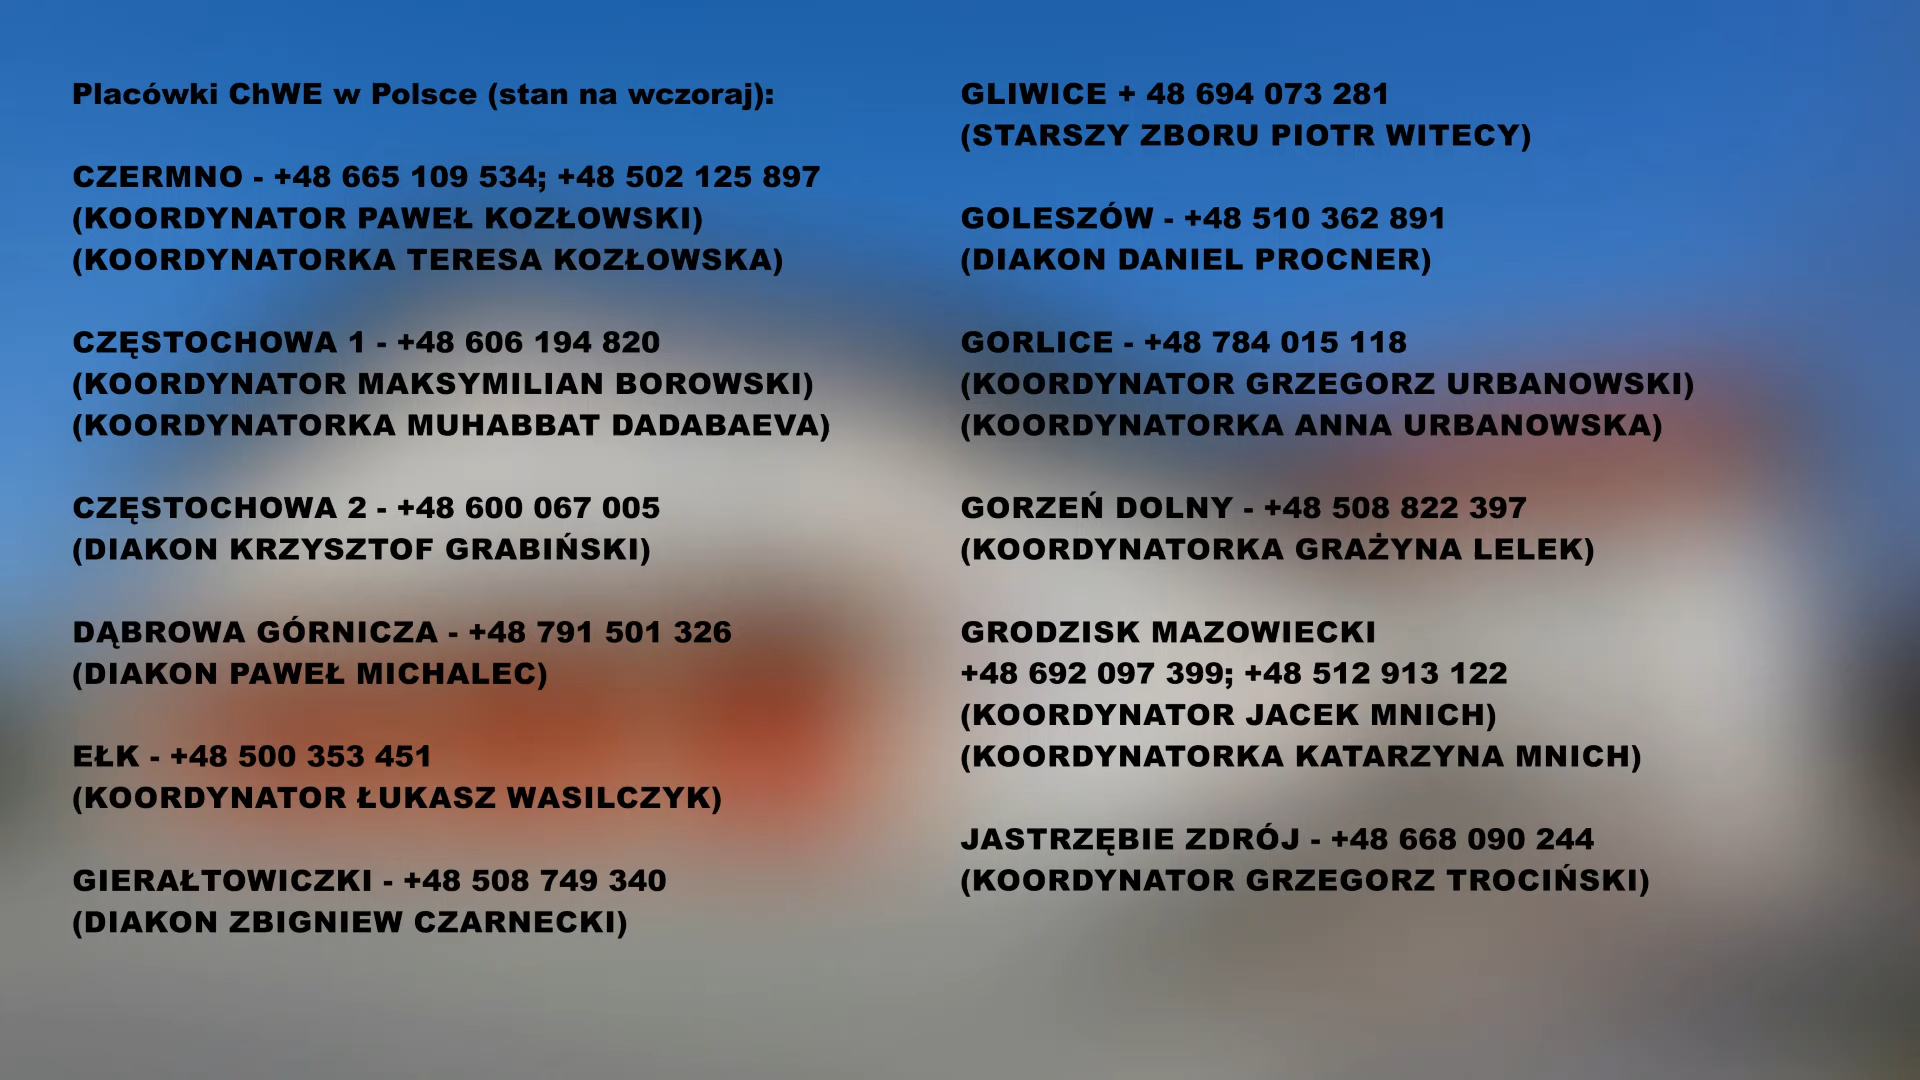 Placówki ChWE w Polsce (stan na wczoraj):
CZERMNO - +48 665 109 534; +48 502 125 897
(KOORDYNATOR PAWEŁ KOZŁOWSKI)
(KOORDYNATORKA TERESA KOZŁOWSKA)
CZĘSTOCHOWA 1 - +48 606 194 820
(KOORDYNATOR MAKSYMILIAN BOROWSKI)
(KOORDYNATORKA MUHABBAT DADABAEVA)
CZĘSTOCHOWA 2 - +48 600 067 005
(DIAKON KRZYSZTOF GRABIŃSKI)
DĄBROWA GÓRNICZA - +48 791 501 326
(DIAKON PAWEŁ MICHALEC)
EŁK - +48 500 353 451
(KOORDYNATOR ŁUKASZ WASILCZYK)
GIERAŁTOWICZKI - +48 508 749 340
(DIAKON ZBIGNIEW CZARNECKI)
GLIWICE + 48 694 073 281
(STARSZY ZBORU PIOTR WITECY)
GOLESZÓW - +48 510 362 891
(DIAKON DANIEL PROCNER)
GORLICE - +48 784 015 118
(KOORDYNATOR GRZEGORZ URBANOWSKI)
(KOORDYNATORKA ANNA URBANOWSKA)
GORZEŃ DOLNY - +48 508 822 397
(KOORDYNATORKA GRAŻYNA LELEK)
GRODZISK MAZOWIECKI
+48 692 097 399; +48 512 913 122
(KOORDYNATOR JACEK MNICH)
(KOORDYNATORKA KATARZYNA MNICH)
JASTRZĘBIE ZDRÓJ - +48 668 090 244
(KOORDYNATOR GRZEGORZ TROCIŃSKI)